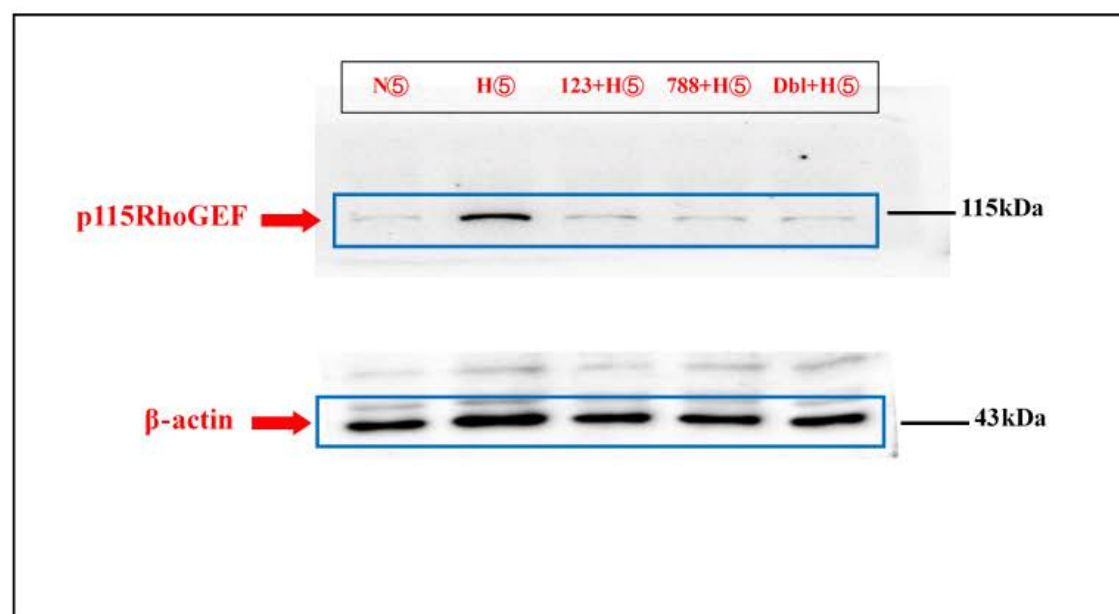 N⑤ H⑤ 123+H⑤ 788+H⑤ Dbl+H⑤
p115RhoGEF
115kDa
β-actin
43kDa